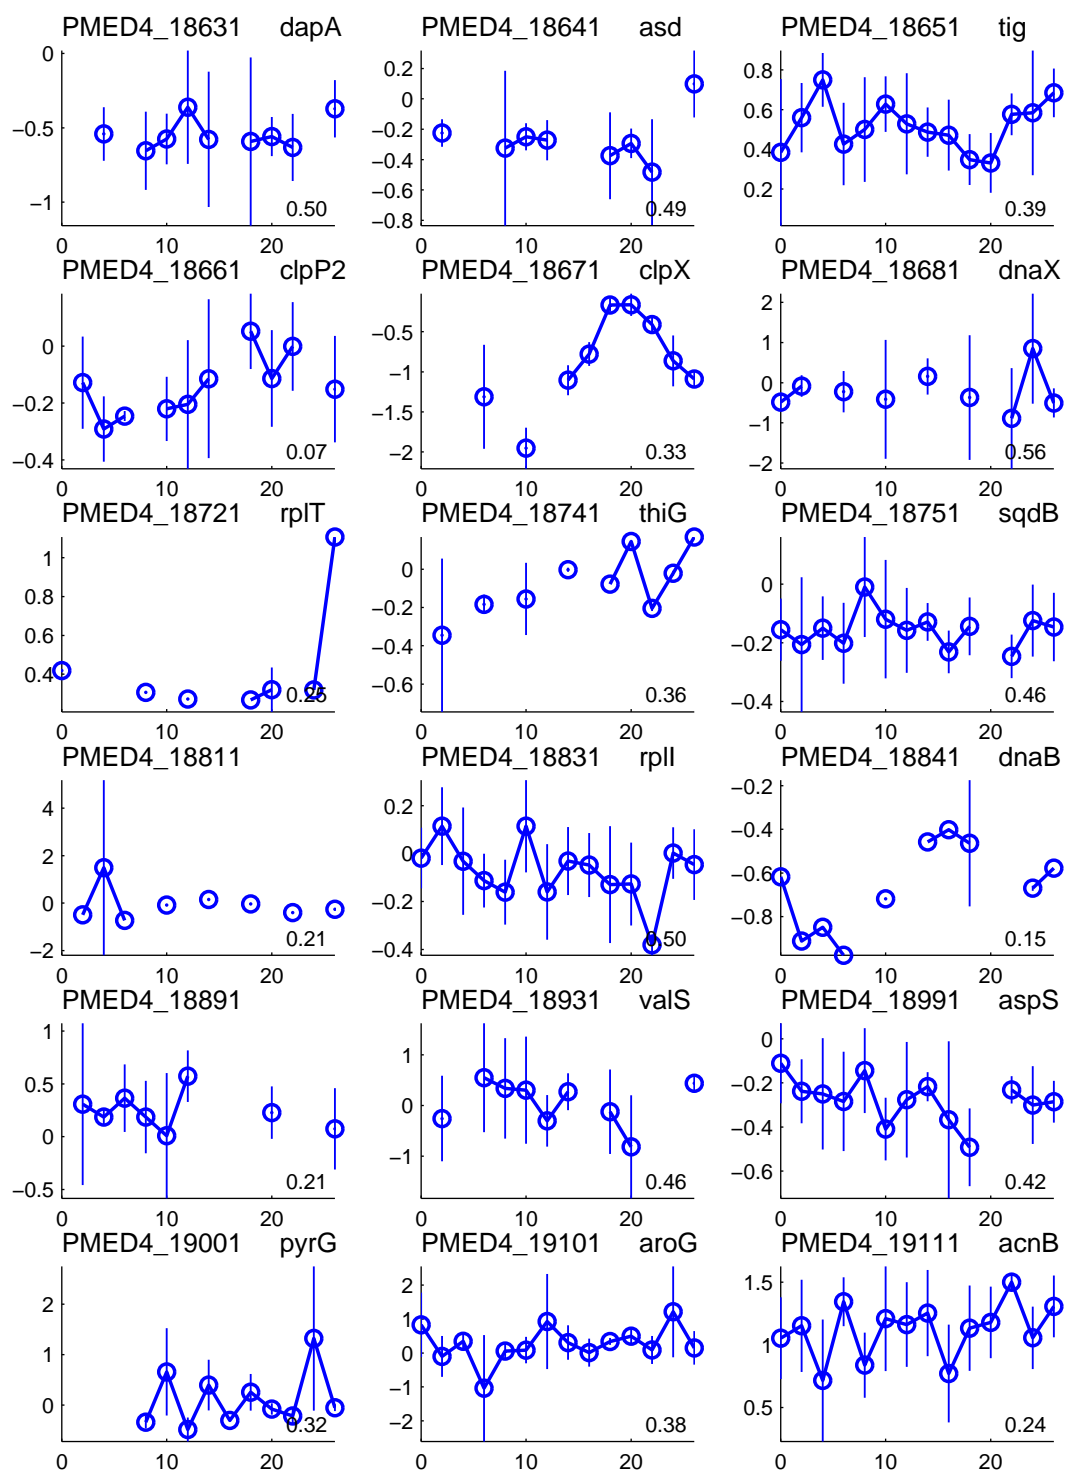 PMED4_18631 dapA PMED4_18641 asd PMED4_18651 tig
0 −0.5 −1 0.50 0 10 20
0.2 0 −0.2 −0.4 −0.6 −0.8 0.49 0 10 20
0.8 0.6 0.4 0.2 0.39 0 10 20
PMED4_18661 clpP2 PMED4_18671 clpX PMED4_18681 dnaX
0 −0.2 −0.4 0.07 0 10 20
−0.5 −1 −1.5 −2 0.33 0 10 20
2 1 0 −1 −2 0.56 0 10 20
PMED4_18721 rplT PMED4_18741 thiG PMED4_18751 sqdB
1 0.8 0.6 0.4 0.25 0 10 20
0 −0.2 −0.4 −0.6 0.36 0 10 20
0 −0.2 −0.4 0.46 0 10 20
PMED4_18811 PMED4_18831 rplI PMED4_18841 dnaB
4 2 0 −2 0.21 0 10 20
0.2 0 −0.2 −0.4 0.50 0 10 20
−0.2 −0.4 −0.6 −0.8 0.15 0 10 20
PMED4_18891 PMED4_18931 valS PMED4_18991 aspS
1 0.5 0 −0.5 0.21 0 10 20
1 0 −1 0.46 0 10 20
0 −0.2 −0.4 −0.6 0.42 0 10 20
PMED4_19001 pyrG PMED4_19101 aroG PMED4_19111 acnB
2 1 0 0.32 0 10 20
2 1 0 −1 −2 0.38 0 10 20
1.5 1 0.5 0.24 0 10 20